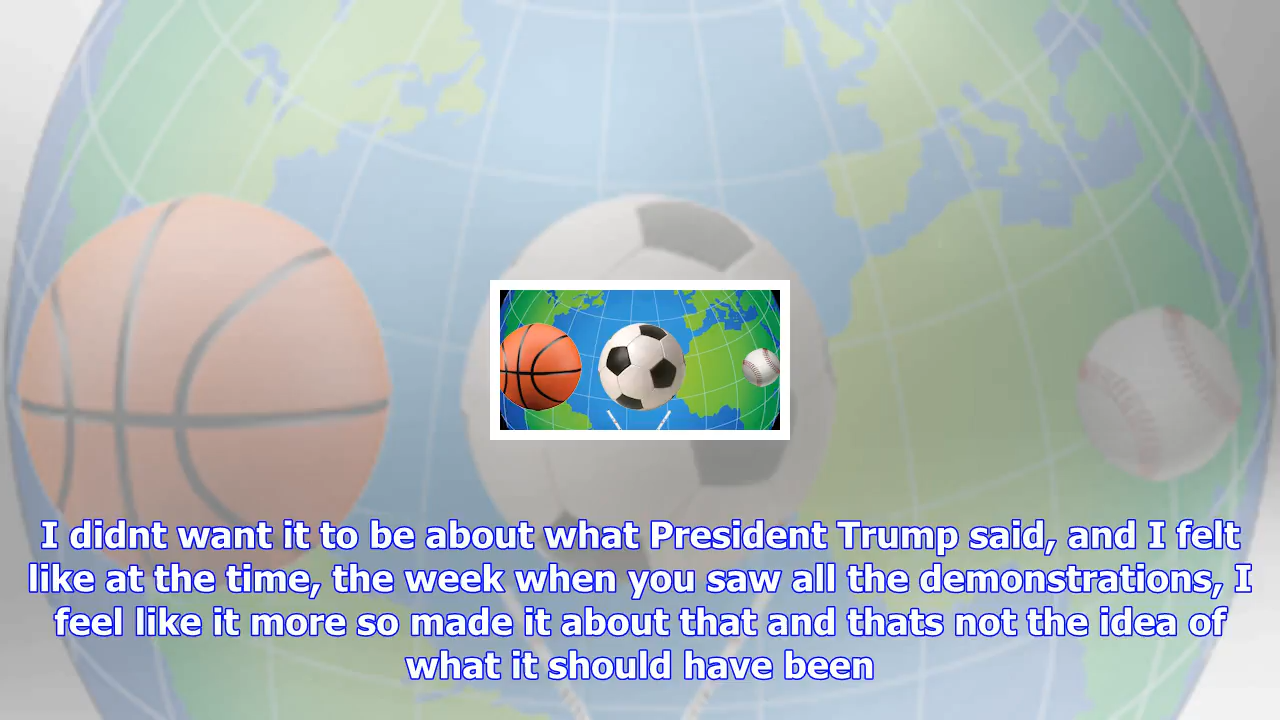 I didnt want it to be about what President Trump said, and I felt
like at the time, the week when you saw all the demonstrations, I
feel like it more so made it about that and thats not the idea of
what it should have been